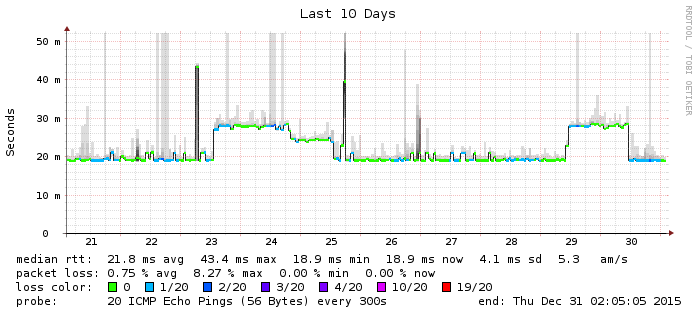 Last 10 Days
RRDTOOL / TOBI OETIKER
Seconds
50 m
40 m
30 m
20 m
10 m
0
21 22 23 24 25 26 27 28 29 30
median rtt: 21.8 ms avg 43.4 ms max 18.9 ms min 18.9 ms now 4.1 ms sd 5.3 am/s
packet loss: 0.75 % avg 8.27 % max 0.00 % min 0.00 % now
loss color: 0 1/20 2/20 3/20 4/20 10/20 19/20
probe: 20 ICMP Echo Pings (56 Bytes) every 300s end: Thu Dec 31 02:05:05 2015